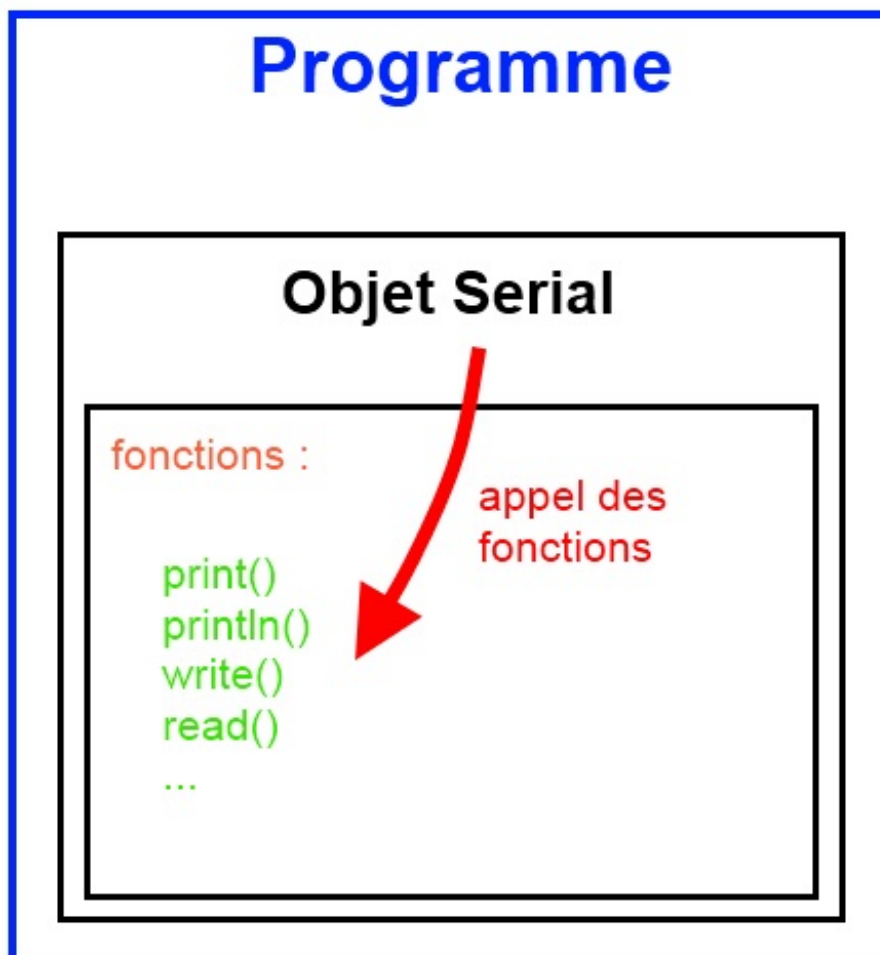 Programme
Objet Serial
fonctions :
appel des
fonctions
print()
println()
write()
read()
...